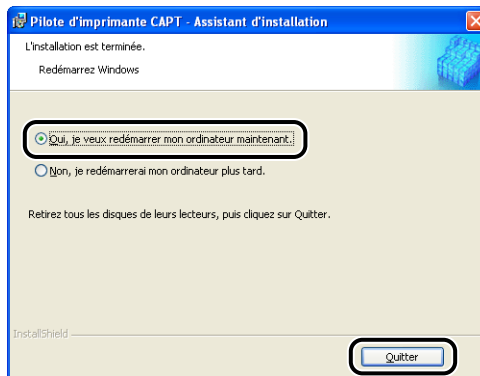 Pilote d'imprimante CAPT - Assistant d'installation
L'installation est terminée.
Redémarrez Windows
Oui, je veux redémarrer mon ordinateur maintenant.
Non, je redémarrerai mon ordinateur plus tard.
Retirez tous les disques de leurs lecteurs, puis cliquez sur Quitter.
InstallShield
Quitter